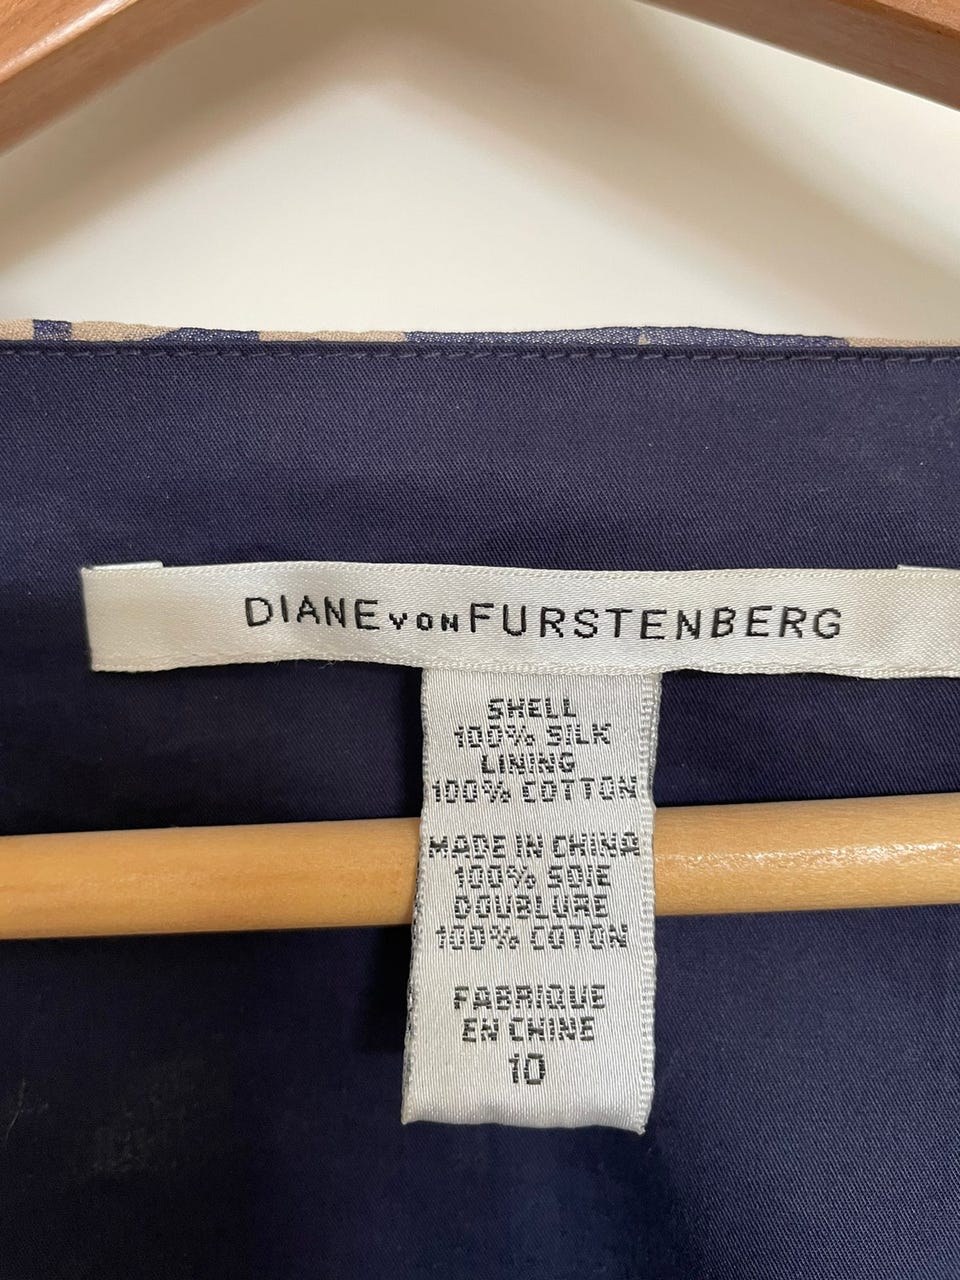 DIANE VON FURSTENBERG
SHELL
100% SILK
LINING
100% COTTON
MADE IN CHINA
100% SOIE
DOUBLURE
100% COTON
FABRIQUE
EN CHINE
10